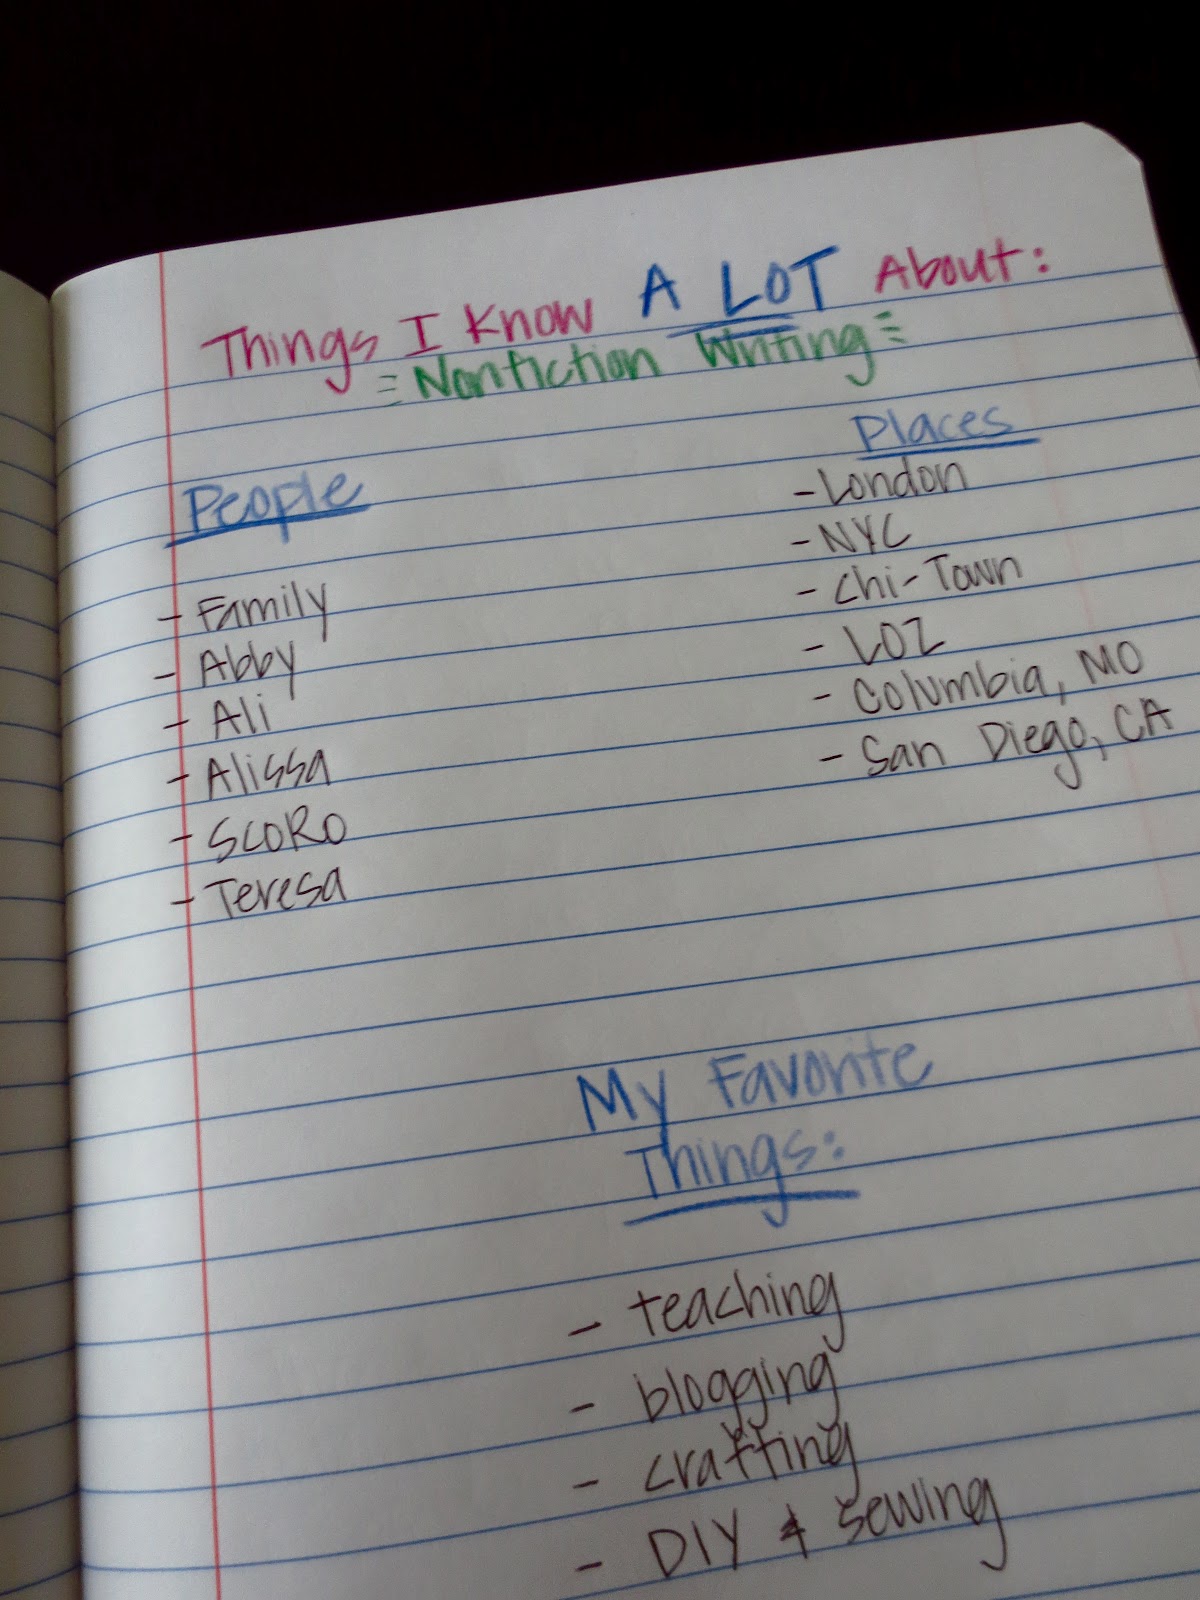 Things I Know A LOT About:
= Nonfiction Writing =
People
- Family
- Abby
- Ali
- Alissa
- SCORO
- Teresa
Places
- London
- NYC
- Chi-Town
- LOZ
- Columbia, MO
- San Diego, CA
My Favorite
Things:
- teaching
- blogging
- crafting
- DIY & sewing